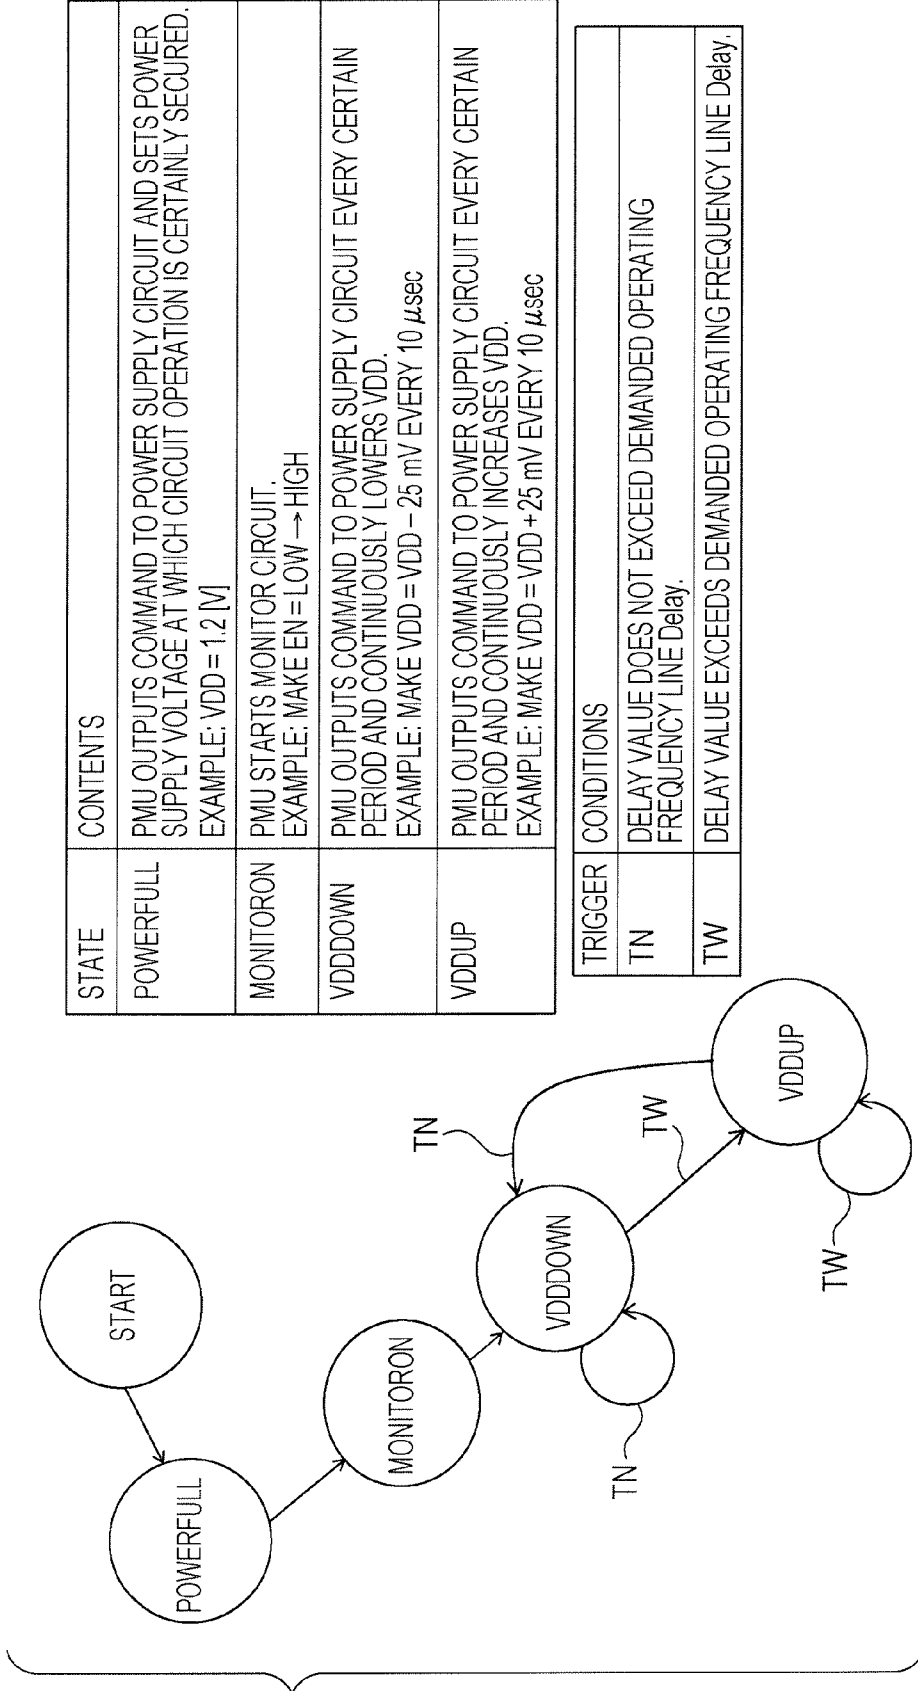 START
POWERFULL
MONITORON
VDDDOWN
VDDUP
TN
TN
TW
TW
STATE CONTENTS
POWERFULL PMU OUTPUTS COMMAND TO POWER SUPPLY CIRCUIT AND SETS POWER
SUPPLY VOLTAGE AT WHICH CIRCUIT OPERATION IS CERTAINLY SECURED.
EXAMPLE: VDD = 1.2 [V]
MONITORON PMU STARTS MONITOR CIRCUIT.
EXAMPLE: MAKE EN = LOW → HIGH
VDDDOWN PMU OUTPUTS COMMAND TO POWER SUPPLY CIRCUIT EVERY CERTAIN
PERIOD AND CONTINUOUSLY LOWERS VDD.
EXAMPLE: MAKE VDD = VDD − 25 mV EVERY 10 μsec
VDDUP PMU OUTPUTS COMMAND TO POWER SUPPLY CIRCUIT EVERY CERTAIN
PERIOD AND CONTINUOUSLY INCREASES VDD.
EXAMPLE: MAKE VDD = VDD +25 mV EVERY 10 μsec
TRIGGER CONDITIONS
TN DELAY VALUE DOES NOT EXCEED DEMANDED OPERATING
FREQUENCY LINE Delay.
TW DELAY VALUE EXCEEDS DEMANDED OPERATING FREQUENCY LINE Delay.